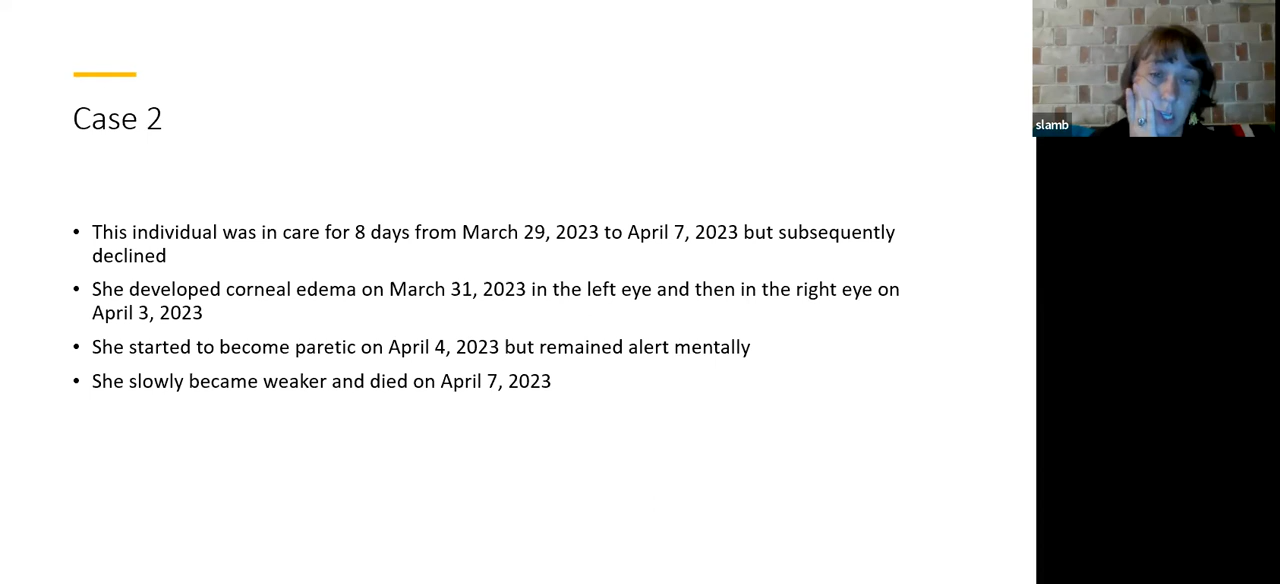 Case 2
• This individual was in care for 8 days from March 29, 2023 to April 7, 2023 but subsequently
declined
• She developed corneal edema on March 31, 2023 in the left eye and then in the right eye on
April 3, 2023
• She started to become paretic on April 4, 2023 but remained alert mentally
• She slowly became weaker and died on April 7, 2023
slamb